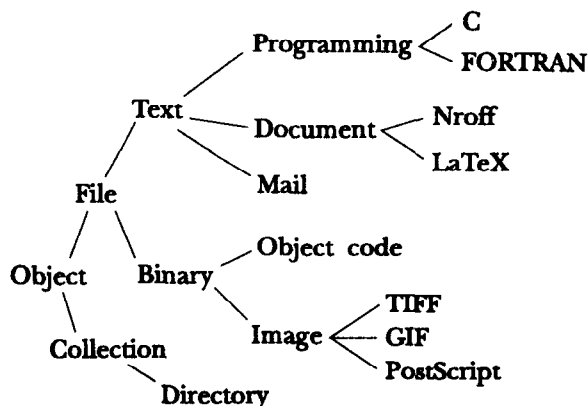 C
Programming
FORTRAN
Text
Nroff
Document
LaTeX
Mail
File
Object code
Object
Binary
TIFF
Image
GIF
Collection
PostScript
Directory